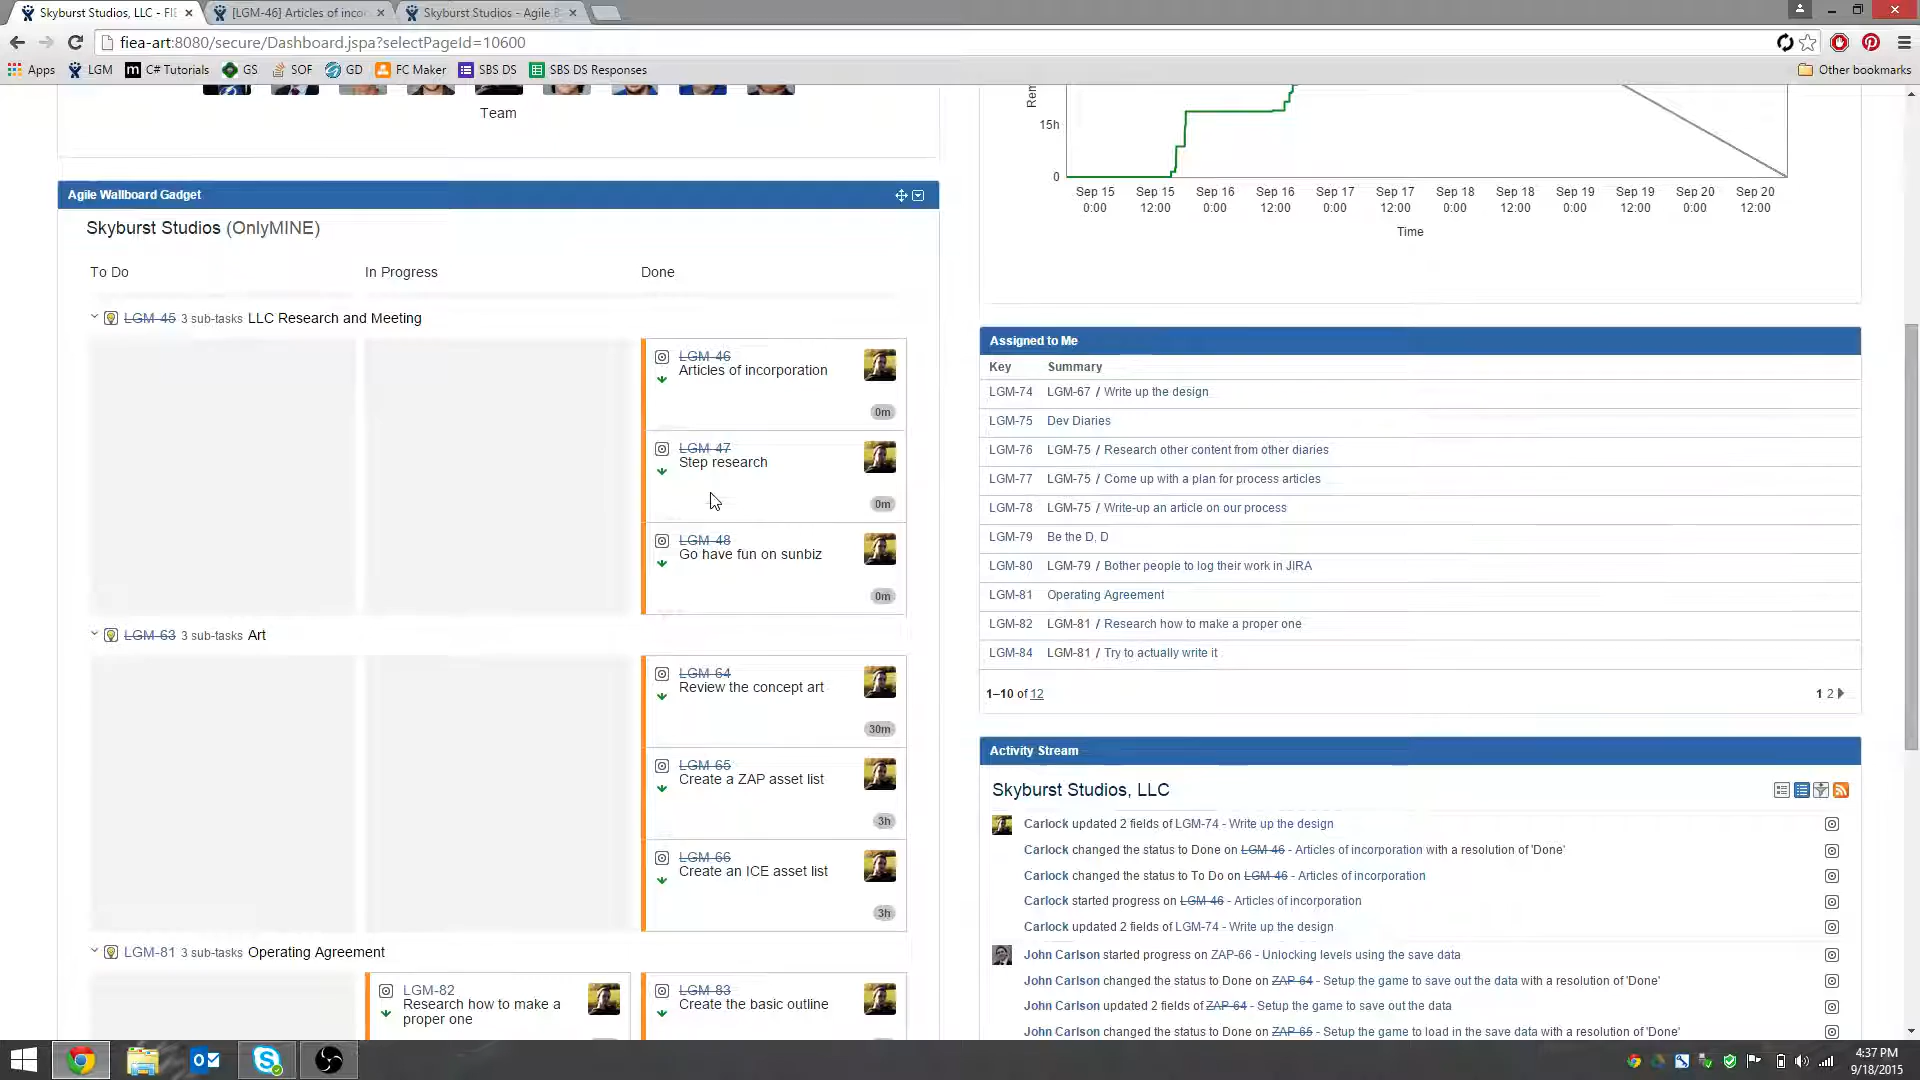 Skyburst Studios, LLC - FIE
[LGM-46] Articles of incor
Skyburst Studios - Agile B
fiea-art:8080/secure/Dashboard.jspa?selectPageId=10600
Apps LGM C# Tutorials GS SOF GD FC Maker SBS DS SBS DS Responses Other bookmarks
Team
Agile Wallboard Gadget
Skyburst Studios (OnlyMINE)
To Do In Progress Done
LGM-45 3 sub-tasks LLC Research and Meeting
LGM-46
Articles of incorporation
0m
LGM-47
Step research
0m
LGM-48
Go have fun on sunbiz
0m
LGM-63 3 sub-tasks Art
LGM-64
Review the concept art
30m
LGM-65
Create a ZAP asset list
3h
LGM-66
Create an ICE asset list
3h
LGM-81 3 sub-tasks Operating Agreement
LGM-82
Research how to make a
proper one
LGM-83
Create the basic outline
Rem
15h
0
Sep 15 Sep 15 Sep 16 Sep 16 Sep 17 Sep 17 Sep 18 Sep 18 Sep 19 Sep 19 Sep 20 Sep 20
0:00 12:00 0:00 12:00 0:00 12:00 0:00 12:00 0:00 12:00 0:00 12:00
Time
Assigned to Me
Key Summary
LGM-74 LGM-67 / Write up the design
LGM-75 Dev Diaries
LGM-76 LGM-75 / Research other content from other diaries
LGM-77 LGM-75 / Come up with a plan for process articles
LGM-78 LGM-75 / Write-up an article on our process
LGM-79 Be the D, D
LGM-80 LGM-79 / Bother people to log their work in JIRA
LGM-81 Operating Agreement
LGM-82 LGM-81 / Research how to make a proper one
LGM-84 LGM-81 / Try to actually write it
1–10 of 12
1 2
Activity Stream
Skyburst Studios, LLC
Carlock updated 2 fields of LGM-74 - Write up the design
Carlock changed the status to Done on LGM-46 - Articles of incorporation with a resolution of 'Done'
Carlock changed the status to To Do on LGM-46 - Articles of incorporation
Carlock started progress on LGM-46 - Articles of incorporation
Carlock updated 2 fields of LGM-74 - Write up the design
John Carlson started progress on ZAP-66 - Unlocking levels using the save data
John Carlson changed the status to Done on ZAP-64 - Setup the game to save out the data with a resolution of 'Done'
John Carlson updated 2 fields of ZAP-64 - Setup the game to save out the data
John Carlson changed the status to Done on ZAP-65 - Setup the game to load in the save data with a resolution of 'Done'
4:37 PM
9/18/2015